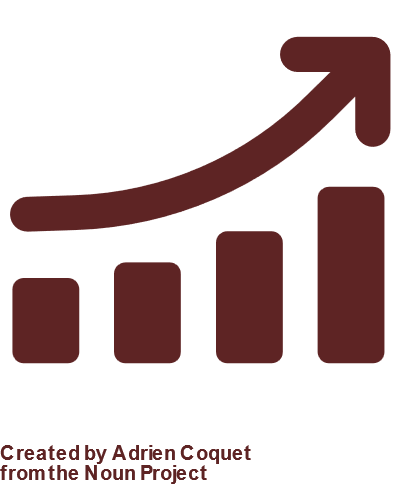 Created by Adrien Coquet
from the Noun Project